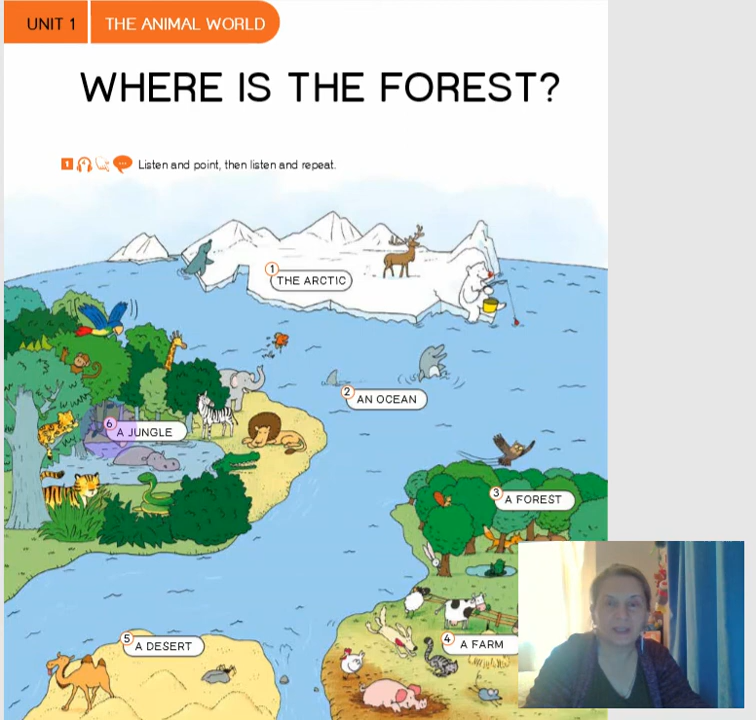 UNIT 1 THE ANIMAL WORLD
WHERE IS THE FOREST?
1 Listen and point, then listen and repeat.
1 THE ARCTIC
2 AN OCEAN
6 A JUNGLE
3 A FOREST
5 A DESERT
4 A FARM